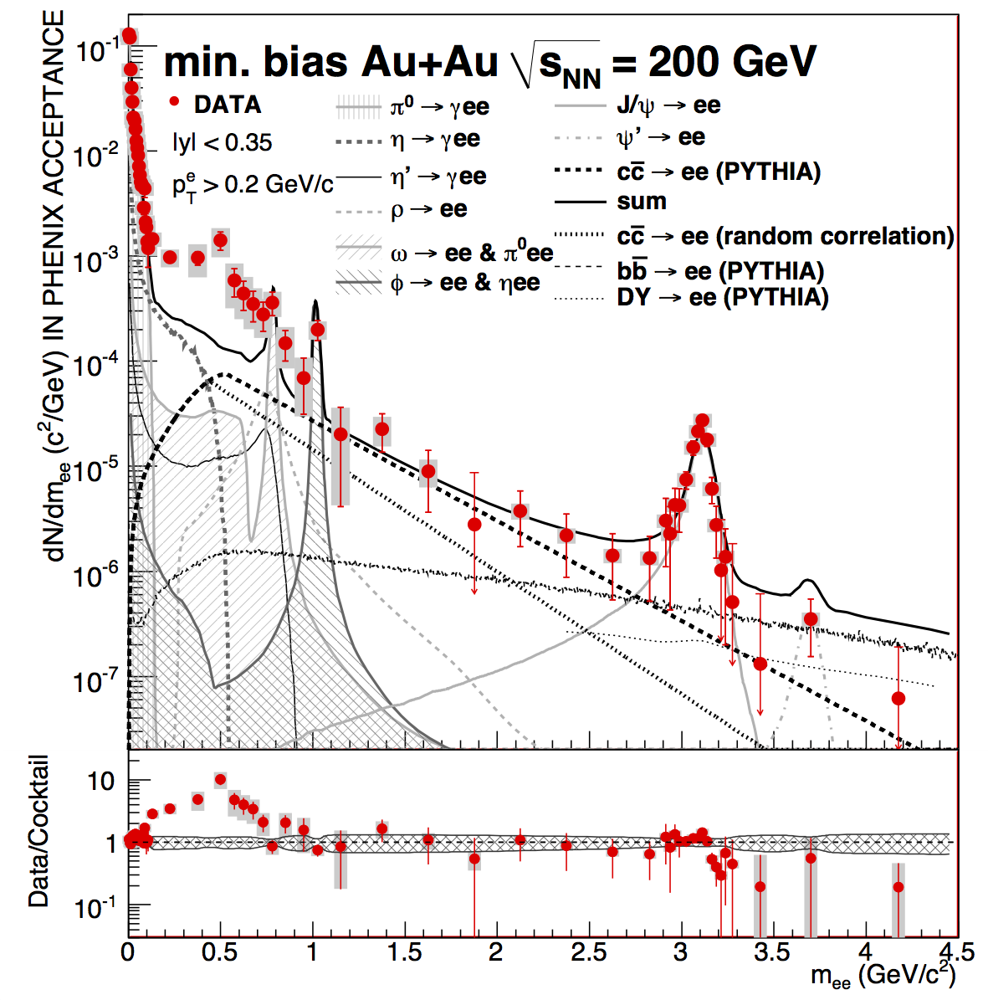 min. bias Au+Au √s_NN = 200 GeV
DATA
|y| < 0.35
p_T^e > 0.2 GeV/c
π⁰ → γee
η → γee
η' → γee
ρ → ee
ω → ee & π⁰ee
ϕ → ee & ηee
J/ψ → ee
ψ' → ee
cc̅ → ee (PYTHIA)
sum
cc̅ → ee (random correlation)
bb̅ → ee (PYTHIA)
DY → ee (PYTHIA)
dN/dm_ee (c²/GeV) IN PHENIX ACCEPTANCE
10⁻¹
10⁻²
10⁻³
10⁻⁴
10⁻⁵
10⁻⁶
10⁻⁷
Data/Cocktail
10
1
10⁻¹
0 0.5 1 1.5 2 2.5 3 3.5 4 4.5
m_ee (GeV/c²)